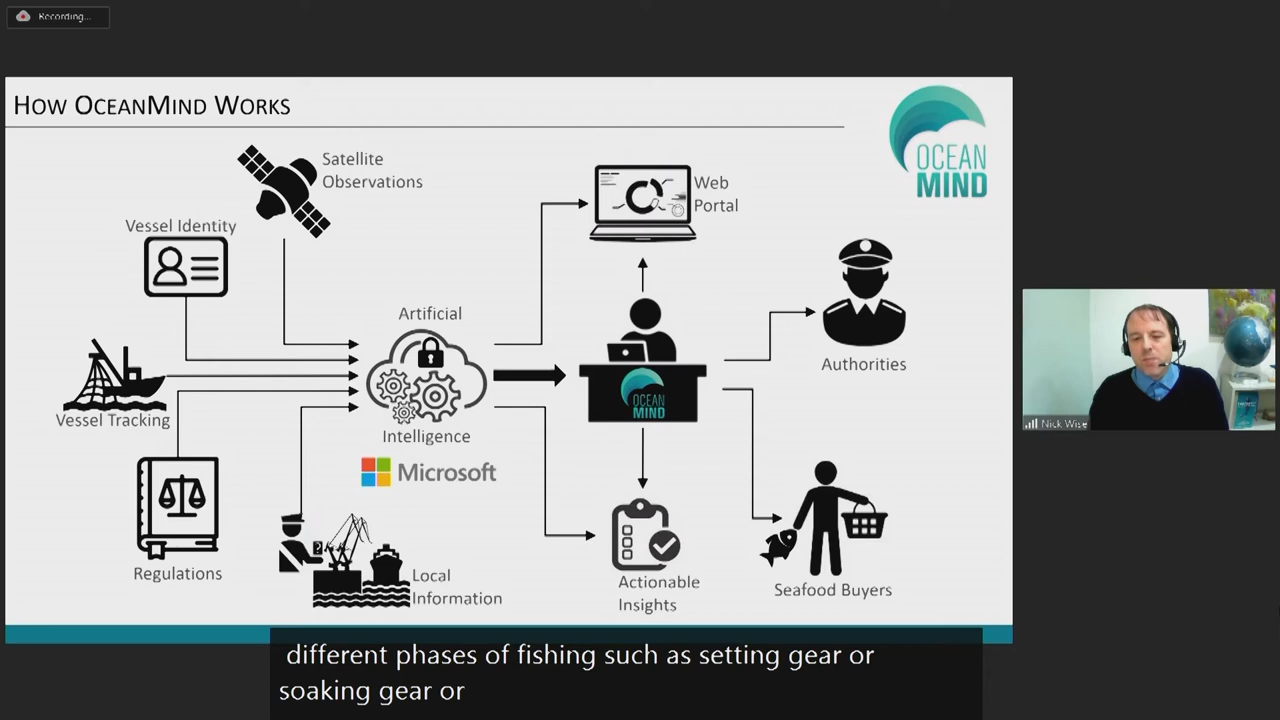 Recording...
HOW OCEANMIND WORKS
OCEAN
MIND
Satellite
Observations
Web
Portal
Vessel Identity
Artificial
Authorities
Vessel Tracking
OCEAN
MIND
Intelligence
Microsoft
Nick Wise
Regulations
Local
Information
Actionable
Insights
Seafood Buyers
different phases of fishing such as setting gear or
soaking gear or